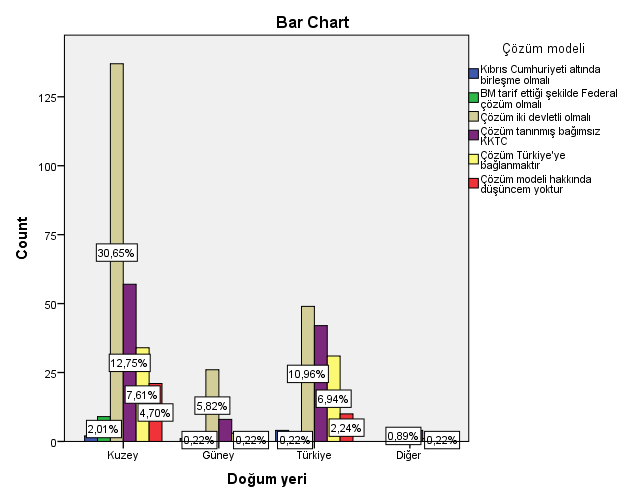 Bar Chart
Çözüm modeli
Kıbrıs Cumhuriyeti altında
birleşme olmalı
BM tarif ettiği şekilde Federal
çözüm olmalı
Çözüm iki devletli olmalı
Çözüm tanınmış bağımsız
KKTC
Çözüm Türkiye'ye
bağlanmaktır
Çözüm modeli hakkında
düşüncem yoktur
Count
125
100
75
50
25
0
30,65%
12,75%
7,61%
4,70%
2,01%
5,82%
0,22%
0,22%
10,96%
6,94%
2,24%
0,22%
0,89%
0,22%
Kuzey
Güney
Türkiye
Diğer
Doğum yeri